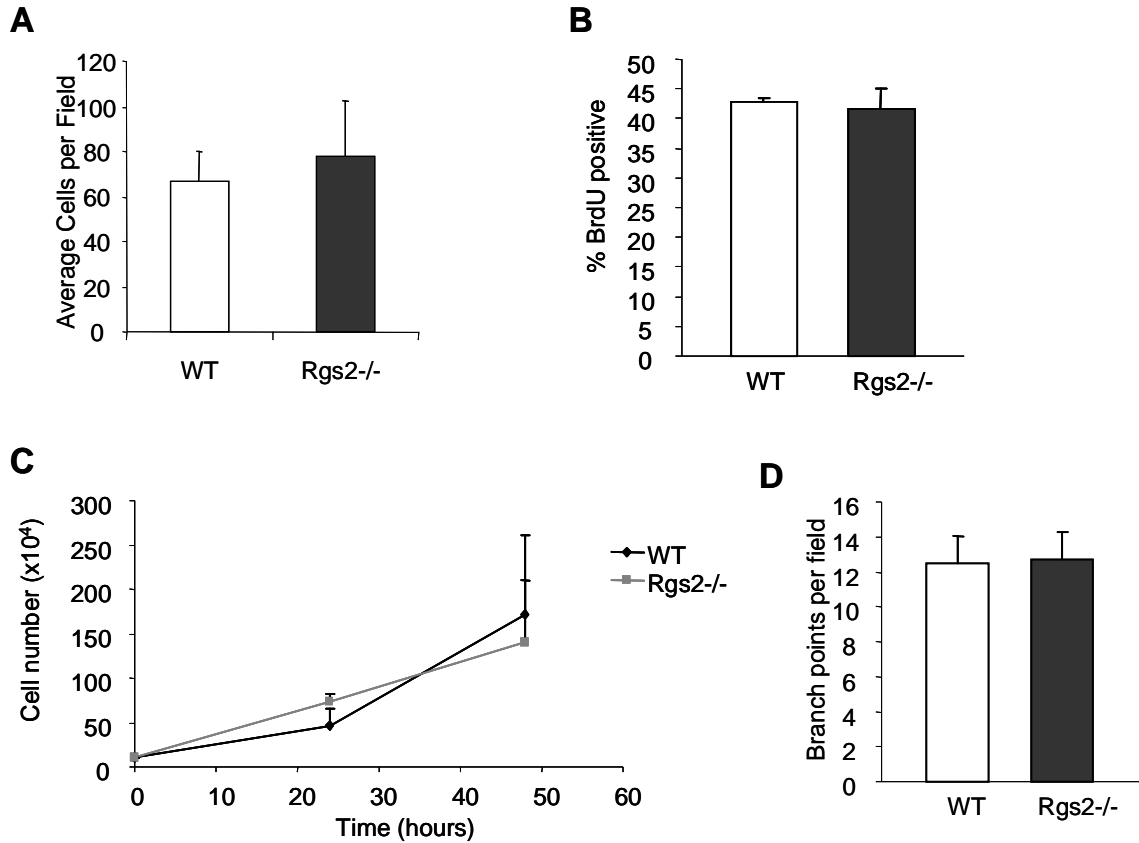 A
Average Cells per Field
120
100
80
60
40
20
0
WT
Rgs2-/-
B
% BrdU positive
50
45
40
35
30
25
20
15
10
5
0
WT
Rgs2-/-
C
Cell number (x10⁴)
300
250
200
150
100
50
0
0
10
20
30
40
50
60
Time (hours)
WT
Rgs2-/-
D
Branch points per field
16
14
12
10
8
6
4
2
0
WT
Rgs2-/-